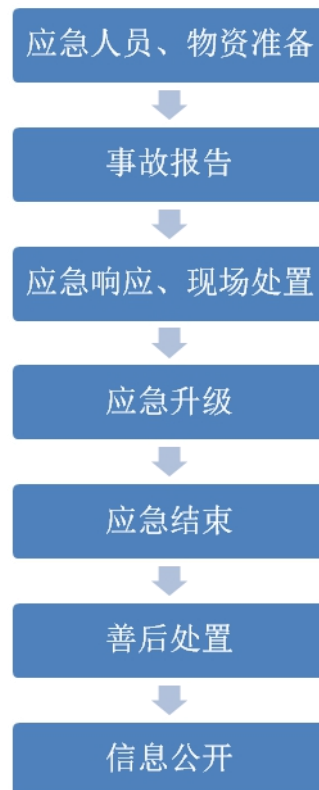 应急人员、物资准备
事故报告
应急响应、现场处置
应急升级
应急结束
善后处置
信息公开